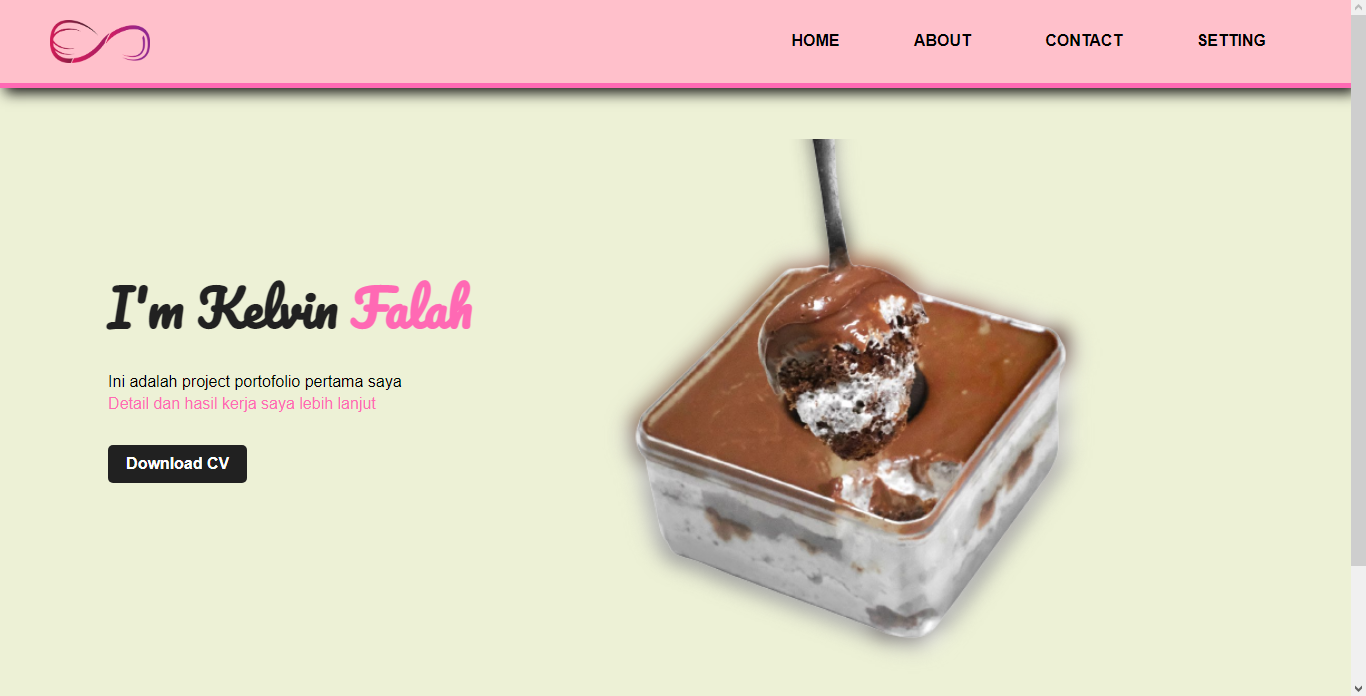 HOME ABOUT CONTACT SETTING
I'm Kelvin Falah
Ini adalah project portofolio pertama saya
Detail dan hasil kerja saya lebih lanjut
Download CV